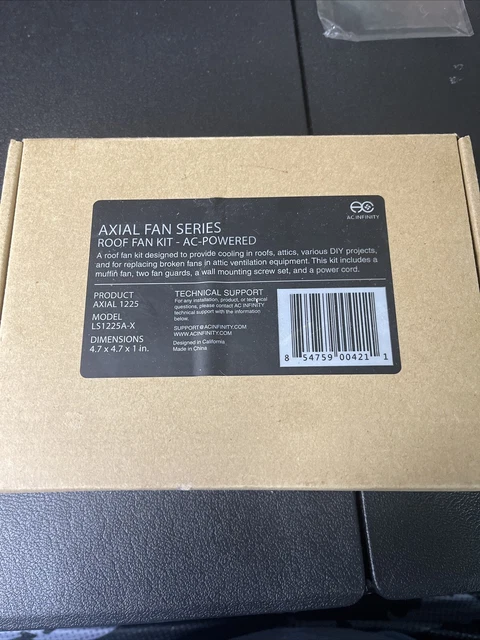 AC INFINITY
AXIAL FAN SERIES
ROOF FAN KIT - AC-POWERED
A roof fan kit designed to provide cooling in roofs, attics, various DIY projects,
and for replacing broken fans in attic ventilation equipment. This kit includes a
muffin fan, two fan guards, a wall mounting screw set, and a power cord.
PRODUCT
AXIAL 1225
MODEL
LS1225A-X
DIMENSIONS
4.7 x 4.7 x 1 in.
TECHNICAL SUPPORT
For any installation, product, or technical
questions, please contact AC INFINITY
technical support with the information
below.
SUPPORT@ACINFINITY.COM
WWW.ACINFINITY.COM
Designed in California
Made in China
8 54759 00421 1